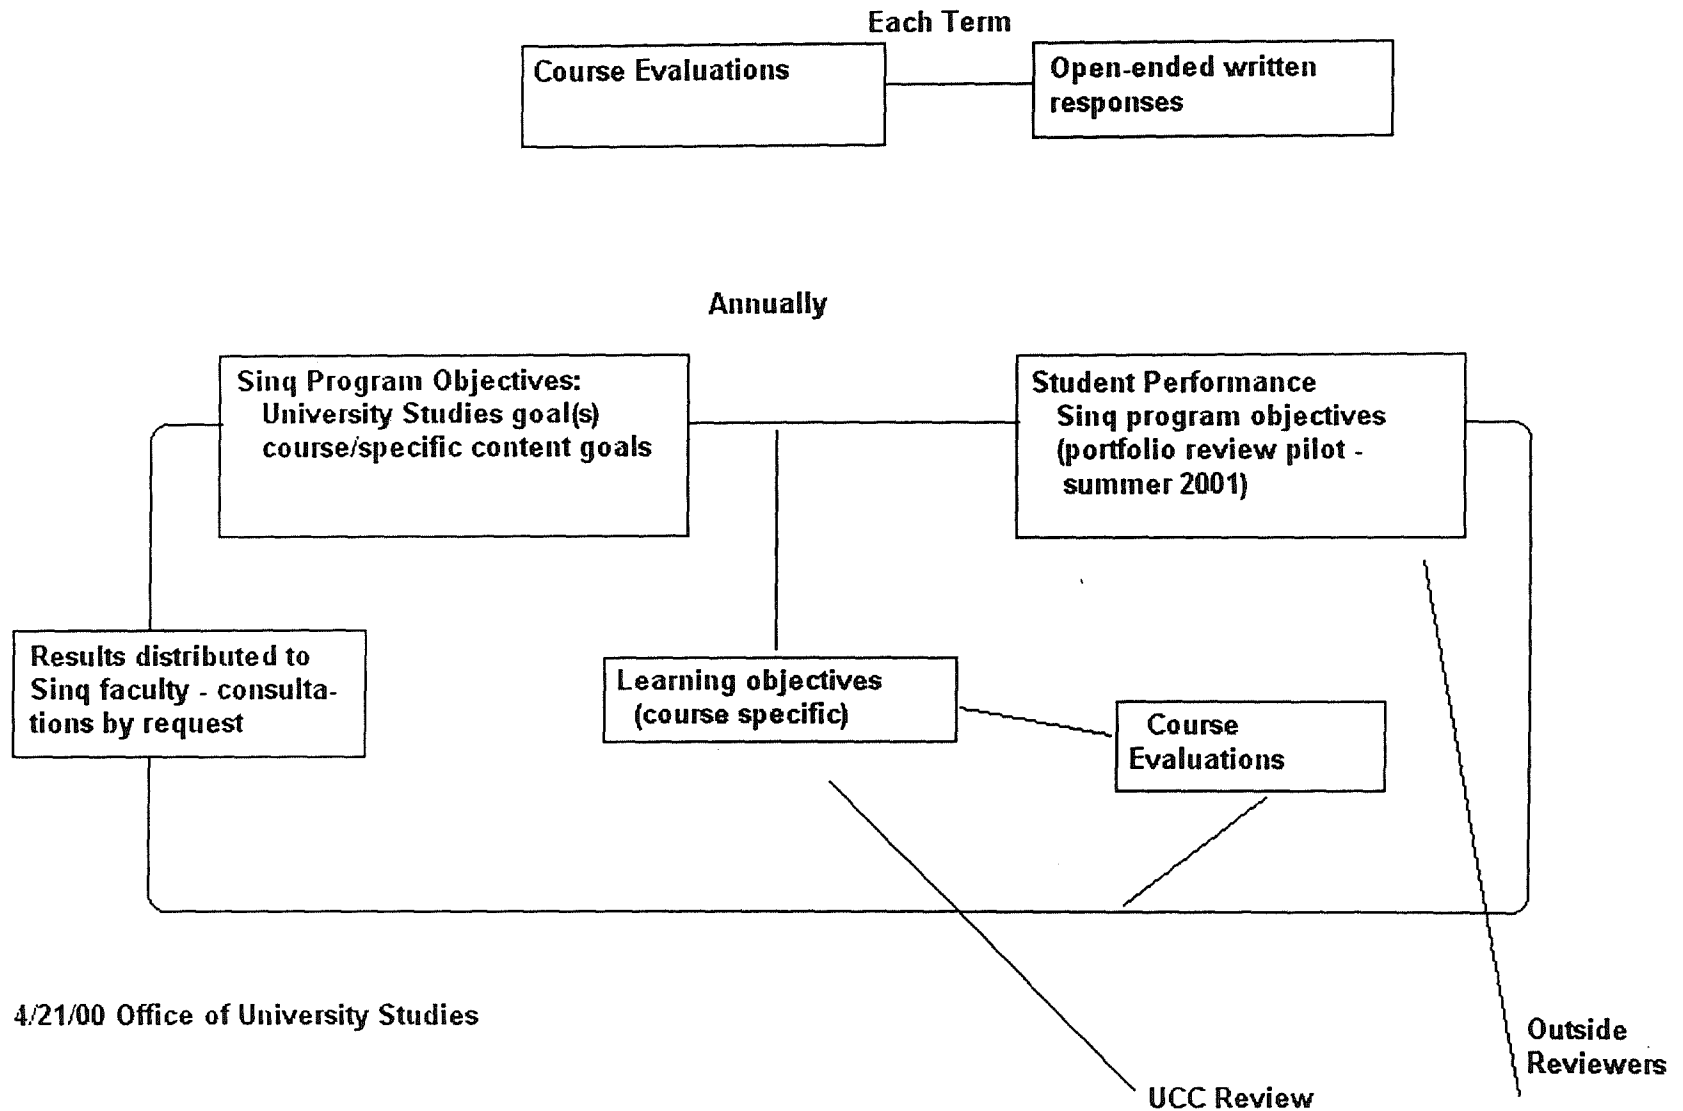 Each Term
Course Evaluations
Open-ended written
responses
Annually
Sinq Program Objectives:
University Studies goal(s)
course/specific content goals
Student Performance
Sinq program objectives
(portfolio review pilot -
summer 2001)
Results distributed to
Sinq faculty - consulta-
tions by request
Learning objectives
(course specific)
Course
Evaluations
4/21/00 Office of University Studies
Outside
Reviewers
UCC Review